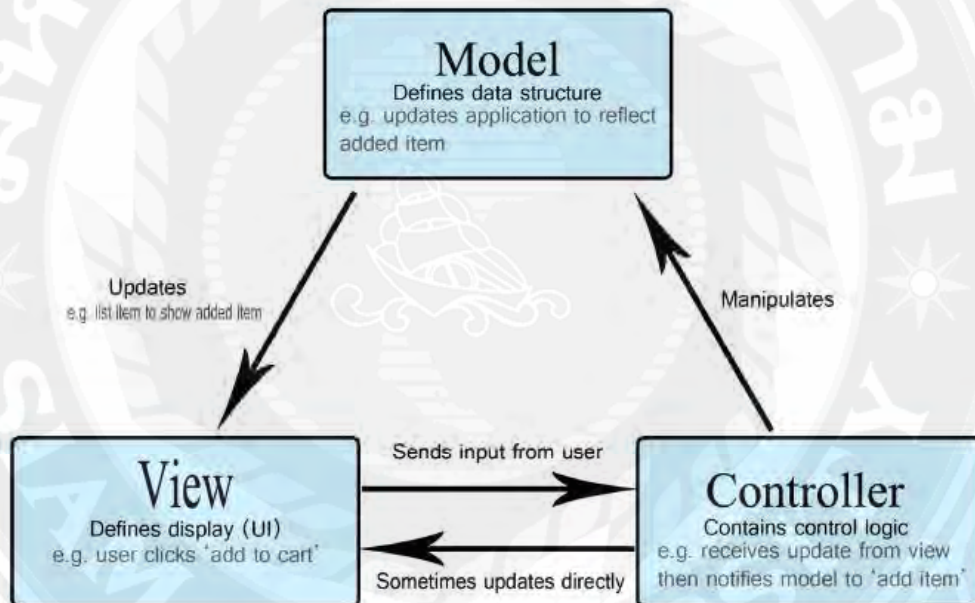 Model
Defines data structure
e.g. updates application to reflect
added item
Updates
e.g. list item to show added item
Manipulates
Sends input from user
View
Defines display (UI)
e.g. user clicks ‘add to cart’
Controller
Contains control logic
e.g. receives update from view
then notifies model to ‘add item’
Sometimes updates directly